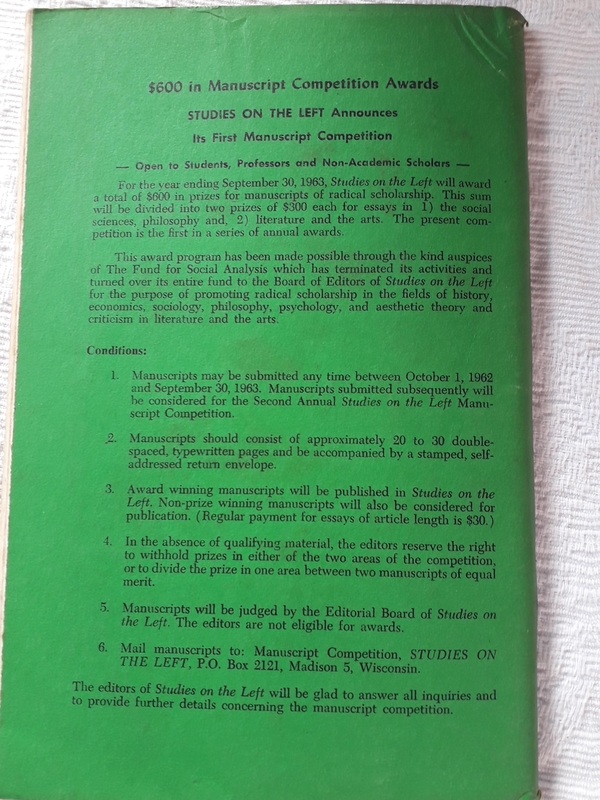 $600 in Manuscript Competition Awards
STUDIES ON THE LEFT Announces
Its First Manuscript Competition
— Open to Students, Professors and Non-Academic Scholars —
For the year ending September 30, 1963, Studies on the Left will award
a total of $600 in prizes for manuscripts of radical scholarship. This sum
will be divided into two prizes of $300 each for essays in 1) the social
sciences, philosophy and, 2) literature and the arts. The present com-
petition is the first in a series of annual awards.
This award program has been made possible through the kind auspices
of The Fund for Social Analysis which has terminated its activities and
turned over its entire fund to the Board of Editors of Studies on the Left
for the purpose of promoting radical scholarship in the fields of history,
economics, sociology, philosophy, psychology, and aesthetic theory and
criticism in literature and the arts.
Conditions:
1. Manuscripts may be submitted any time between October 1, 1962
and September 30, 1963. Manuscripts submitted subsequently will
be considered for the Second Annual Studies on the Left Manu-
script Competition.
2. Manuscripts should consist of approximately 20 to 30 double-
spaced, typewritten pages and be accompanied by a stamped, self-
addressed return envelope.
3. Award winning manuscripts will be published in Studies on the
Left. Non-prize winning manuscripts will also be considered for
publication. (Regular payment for essays of article length is $30.)
4. In the absence of qualifying material, the editors reserve the right
to withhold prizes in either of the two areas of the competition,
or to divide the prize in one area between two manuscripts of equal
merit.
5. Manuscripts will be judged by the Editorial Board of Studies on
the Left. The editors are not eligible for awards.
6. Mail manuscripts to: Manuscript Competition, STUDIES ON
THE LEFT, P.O. Box 2121, Madison 5, Wisconsin.
The editors of Studies on the Left will be glad to answer all inquiries and
to provide further details concerning the manuscript competition.